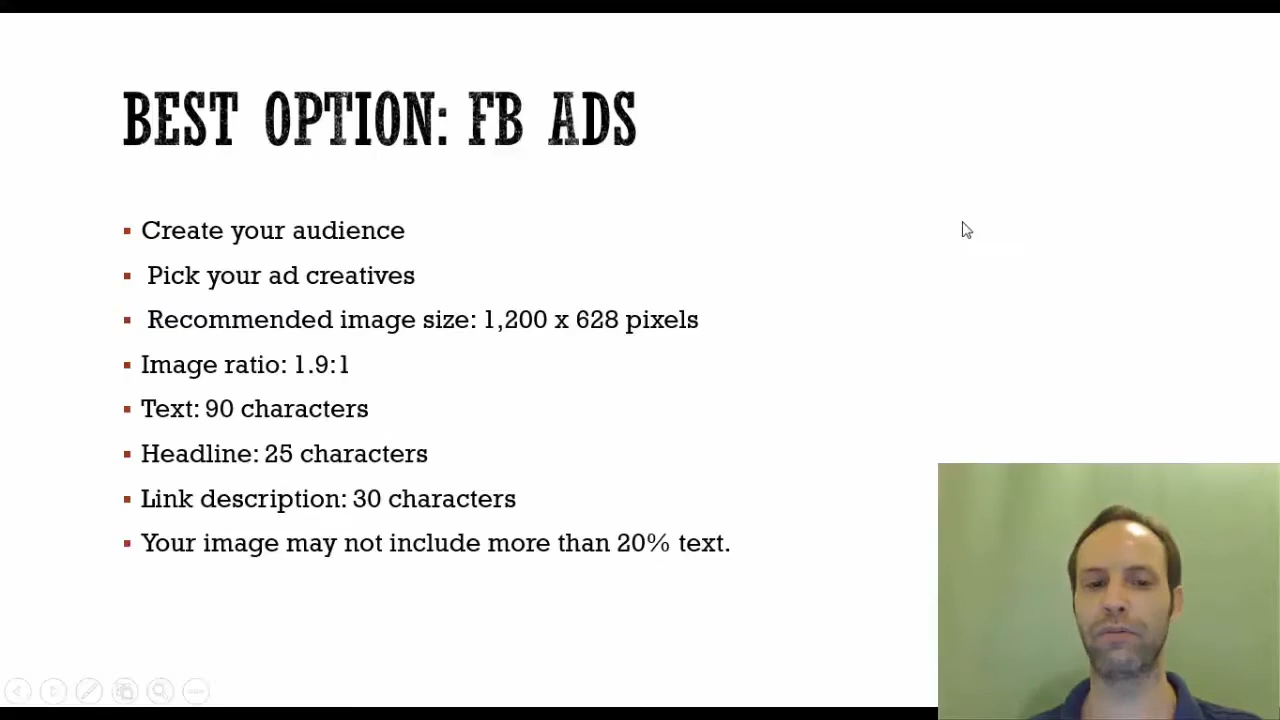 BEST OPTION: FB ADS
Create your audience
Pick your ad creatives
Recommended image size: 1,200 x 628 pixels
Image ratio: 1.9:1
Text: 90 characters
Headline: 25 characters
Link description: 30 characters
Your image may not include more than 20% text.